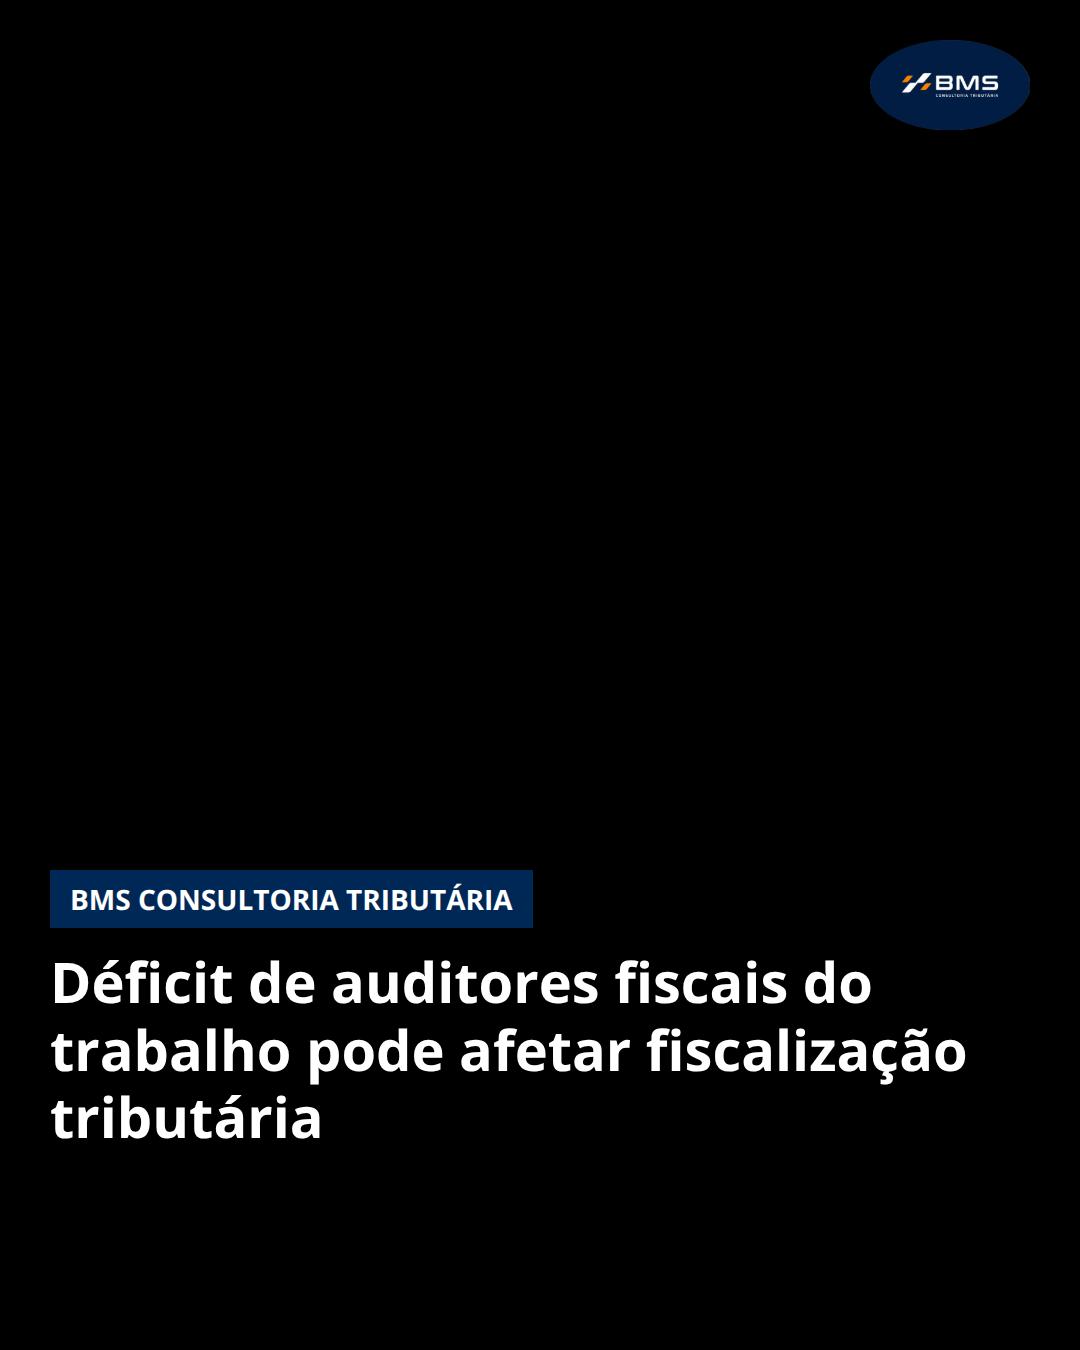 BMS
CONSULTORIA TRIBUTÁRIA
BMS CONSULTORIA TRIBUTÁRIA
Déficit de auditores fiscais do
trabalho pode afetar fiscalização
tributária